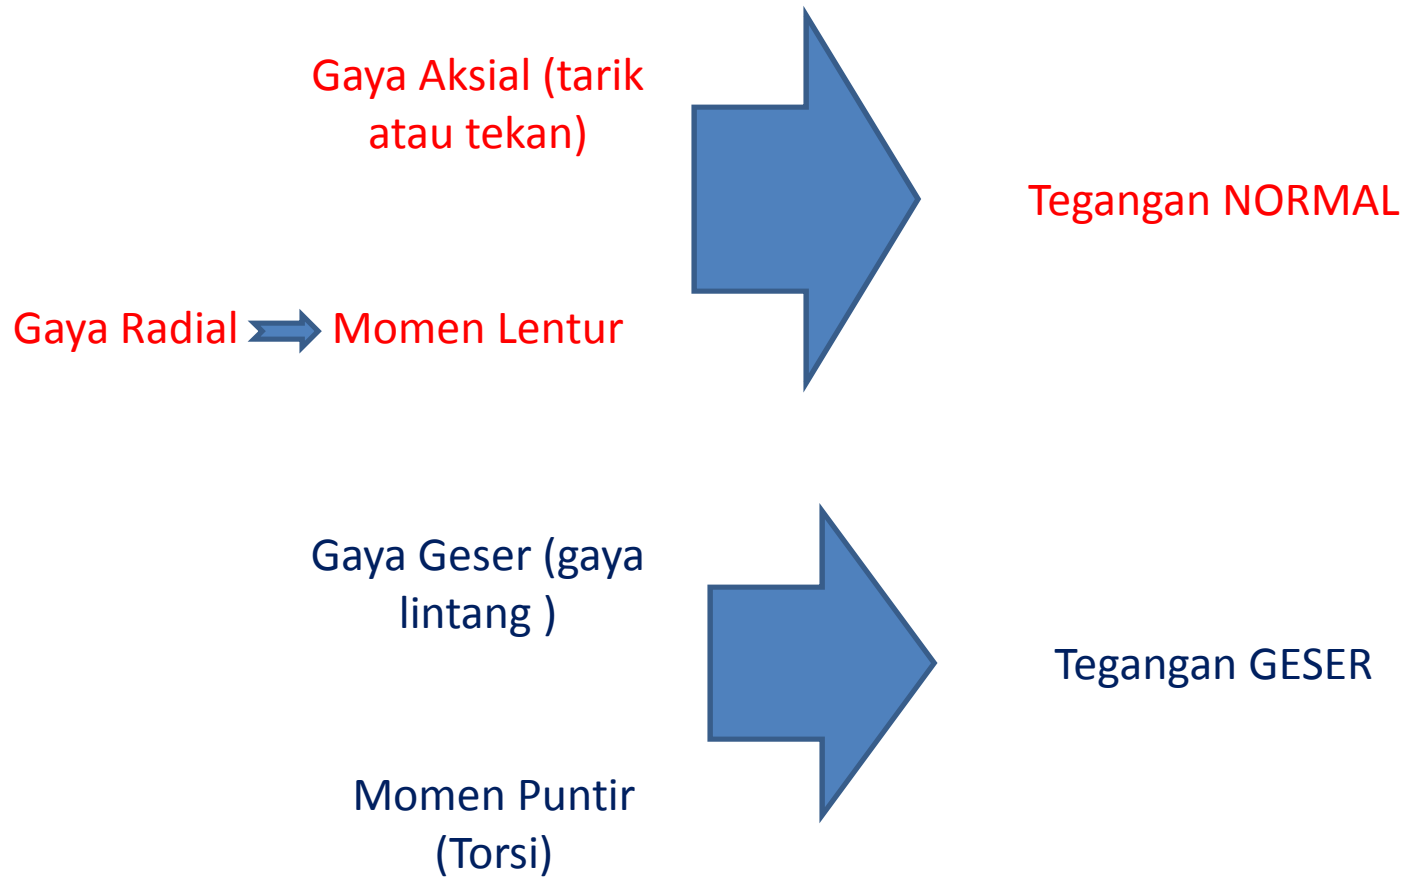 Gaya Aksial (tarik
atau tekan)
Tegangan NORMAL
Gaya Radial
Momen Lentur
Gaya Geser (gaya
lintang )
Tegangan GESER
Momen Puntir
(Torsi)